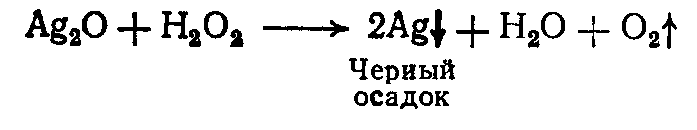 Ag₂O + H₂O₂ ⟶ 2Ag↓ + H₂O + O₂↑
Черный
осадок